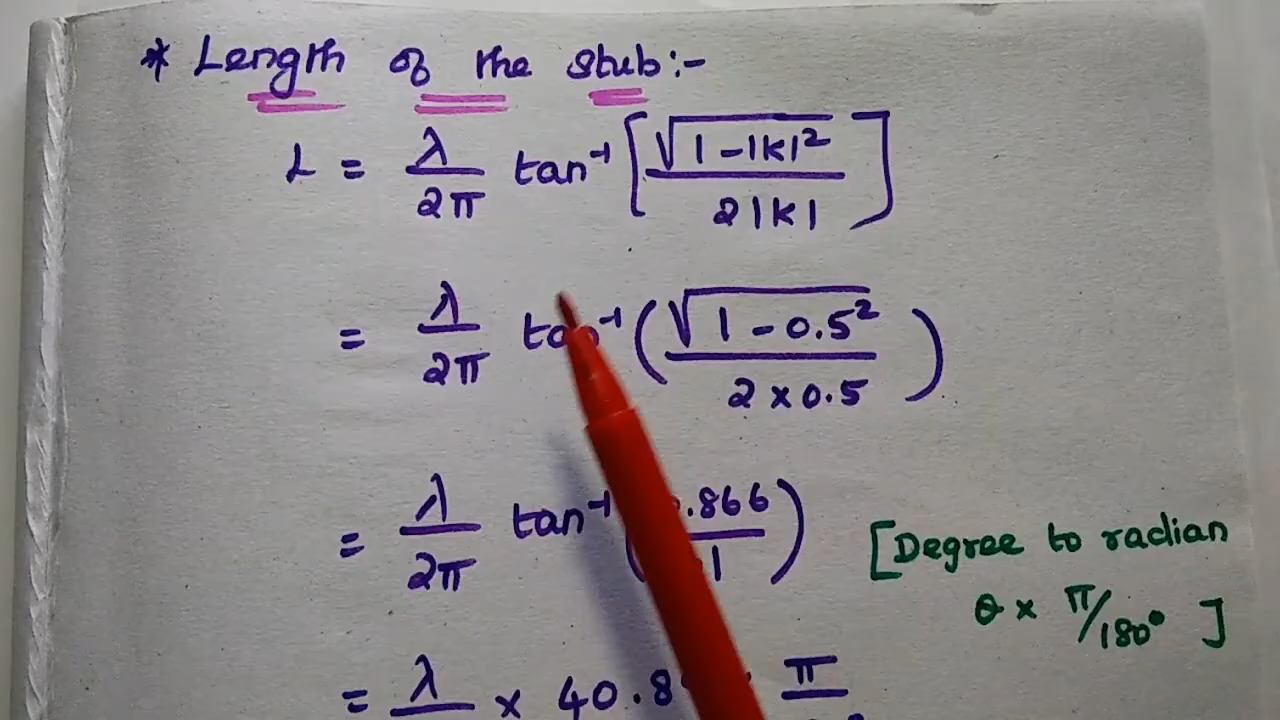 * Length of the stub:-
L = λ/2π tan⁻¹ [√(1-|K|²) / 2|K|]
= λ/2π tan⁻¹ (√(1-0.5²) / 2×0.5)
= λ/2π tan⁻¹ (.866/1)
[Degree to radian
θ × π/180° ]
= λ × 40.8 π